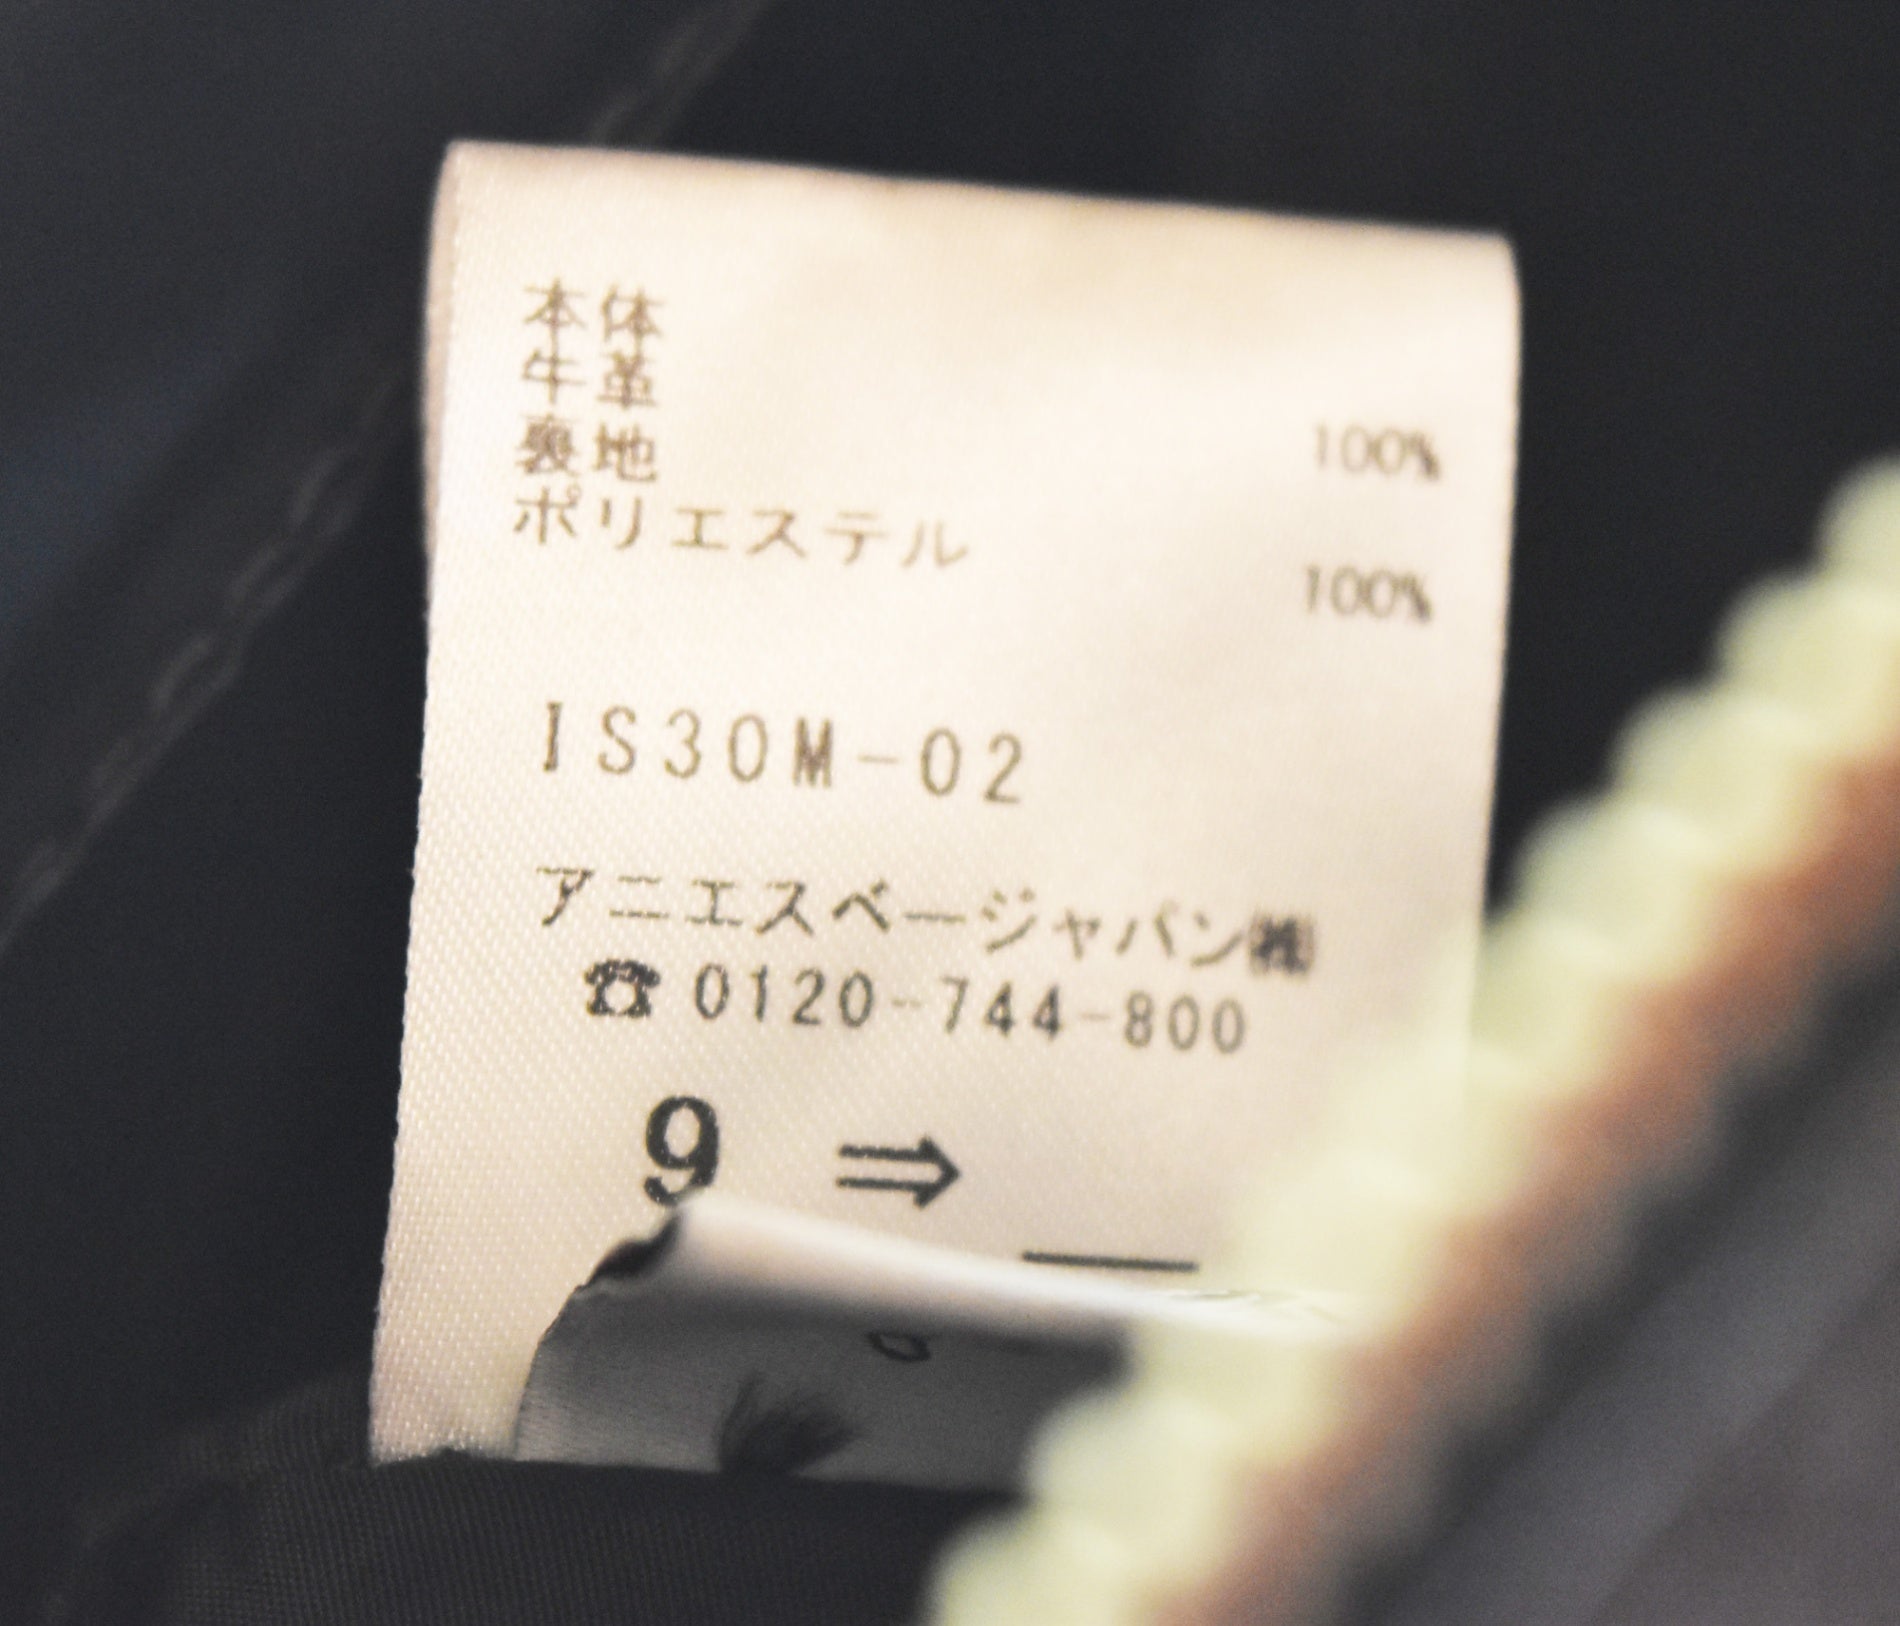 本体
牛革 100%
裏地
ポリエステル 100%
IS30M-02
アニエスベージャパン㈱
☎0120-744-800
9 ⇒